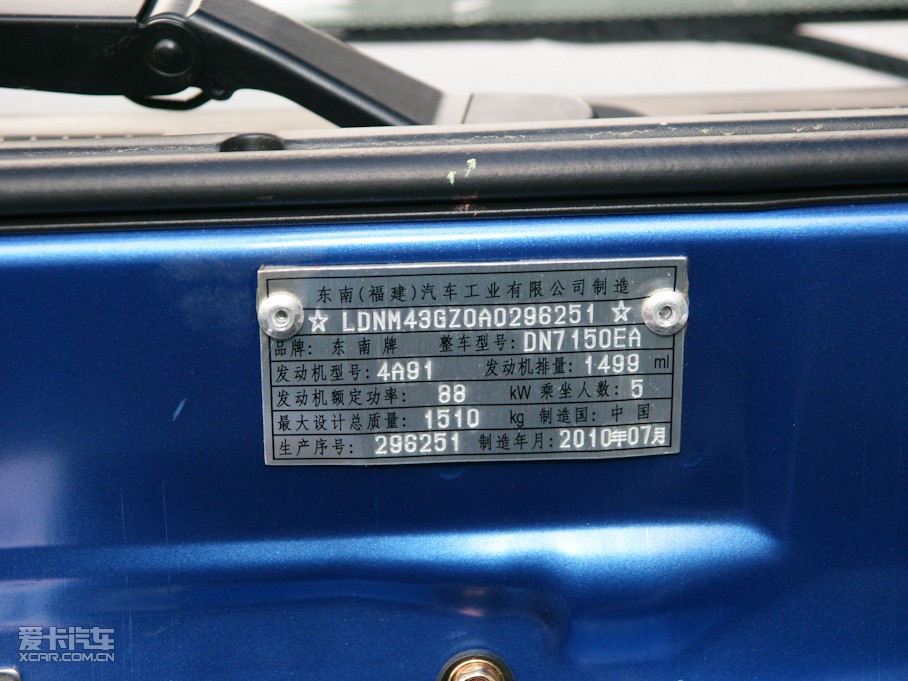 东南(福建)汽车工业有限公司制造
☆ LDNM43GZ0A0296251 ☆
品牌: 东南牌 整车型号: DN7150EA
发动机型号: 4A91 发动机排量: 1499 ml
发动机额定功率: 88 kW 乘坐人数: 5
最大设计总质量: 1510 kg 制造国: 中国
生产序号: 296251 制造年月: 2010年07月
爱卡汽车
XCAR.COM.CN